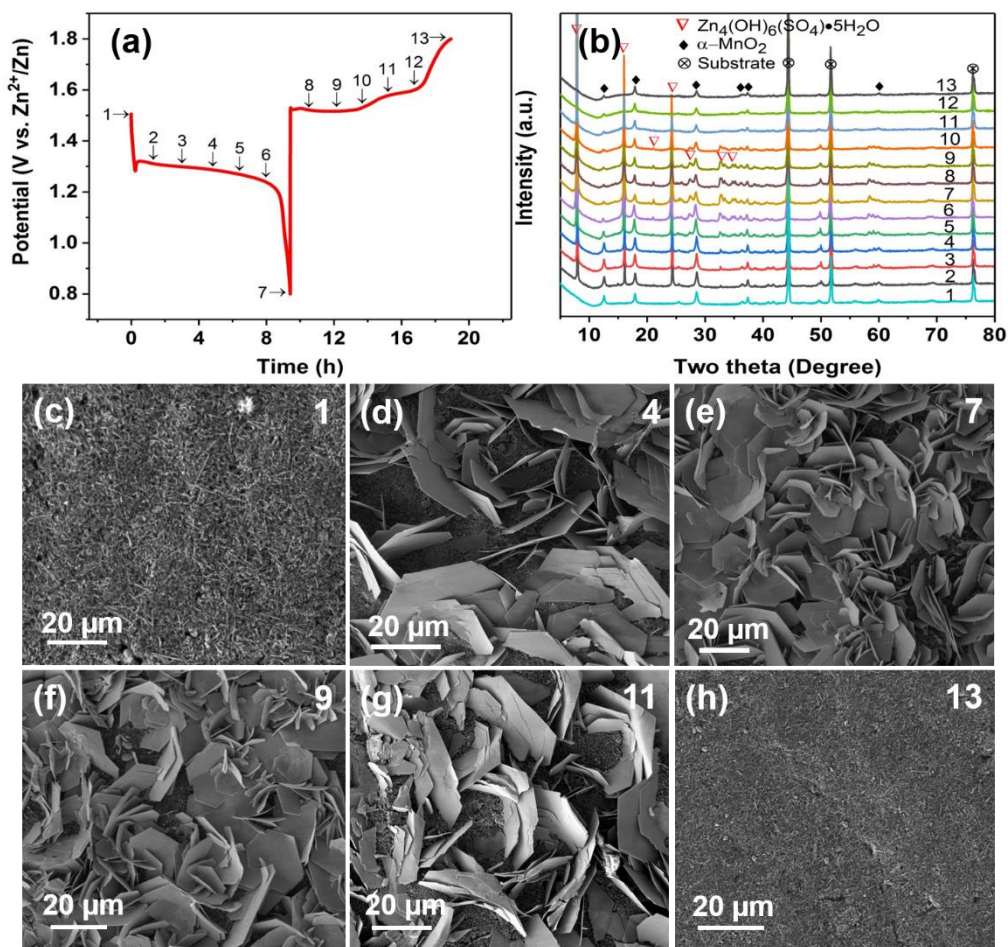 (a)
1.8
1.6
1.4
1.2
1.0
0.8
Potential (V vs. Zn2+/Zn)
0
4
8
12
16
20
Time (h)
1→
2
3
4
5
6
7→
8
9
10
11
12
13→
(b)
▽ Zn4(OH)6(SO4)•5H2O
◆ α−MnO2
⊗ Substrate
Intensity (a.u.)
13
12
11
10
9
8
7
6
5
4
3
2
1
10
20
30
40
50
60
70
80
Two theta (Degree)
(c)
1
20 µm
(d)
4
20 µm
(e)
7
20 µm
(f)
9
20 µm
(g)
11
20 µm
(h)
13
20 µm